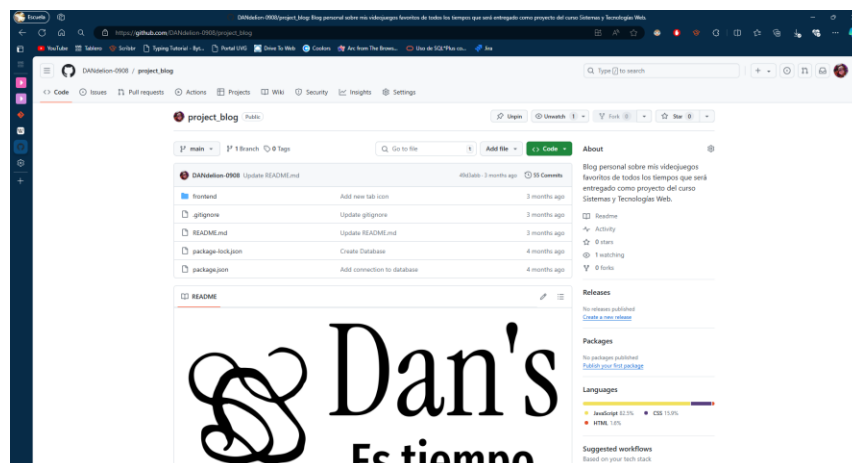 Escuela
DANdelion-0908/project_blog: Blog personal sobre mis videojuegos favoritos de todos los tiempos que será entregado como proyecto del curso Sistemas y Tecnologías Web.
https://github.com/DANdelion-0908/project_blog
YouTube Tablero Scribbr Typing Tutorial - Byt... Portal UVG Drive To Web Coolors Arc from The Brows... Uso de SQL*Plus co... Jira
DANdelion-0908 / project_blog
Type / to search
Code Issues Pull requests Actions Projects Wiki Security Insights Settings
project_blog Public
Unpin Unwatch 1 Fork 0 Star 0
main 1 Branch 0 Tags
Go to file t Add file Code
DANdelion-0908 Update README.md
3 months ago 55 Commits
frontend Add new tab icon 3 months ago
.gitignore Update gitignore 3 months ago
README.md Update README.md 3 months ago
package-lock.json Create Database 4 months ago
package.json Add connection to database 4 months ago
README
Dan's
Es tiempo
About
Blog personal sobre mis videojuegos
favoritos de todos los tiempos que será
entregado como proyecto del curso
Sistemas y Tecnologías Web.
Readme
Activity
0 stars
1 watching
0 forks
Releases
No releases published
Create a new release
Packages
No packages published
Publish your first package
Languages
JavaScript 82.5% CSS 15.9%
HTML 1.6%
Suggested workflows
Based on your tech stack